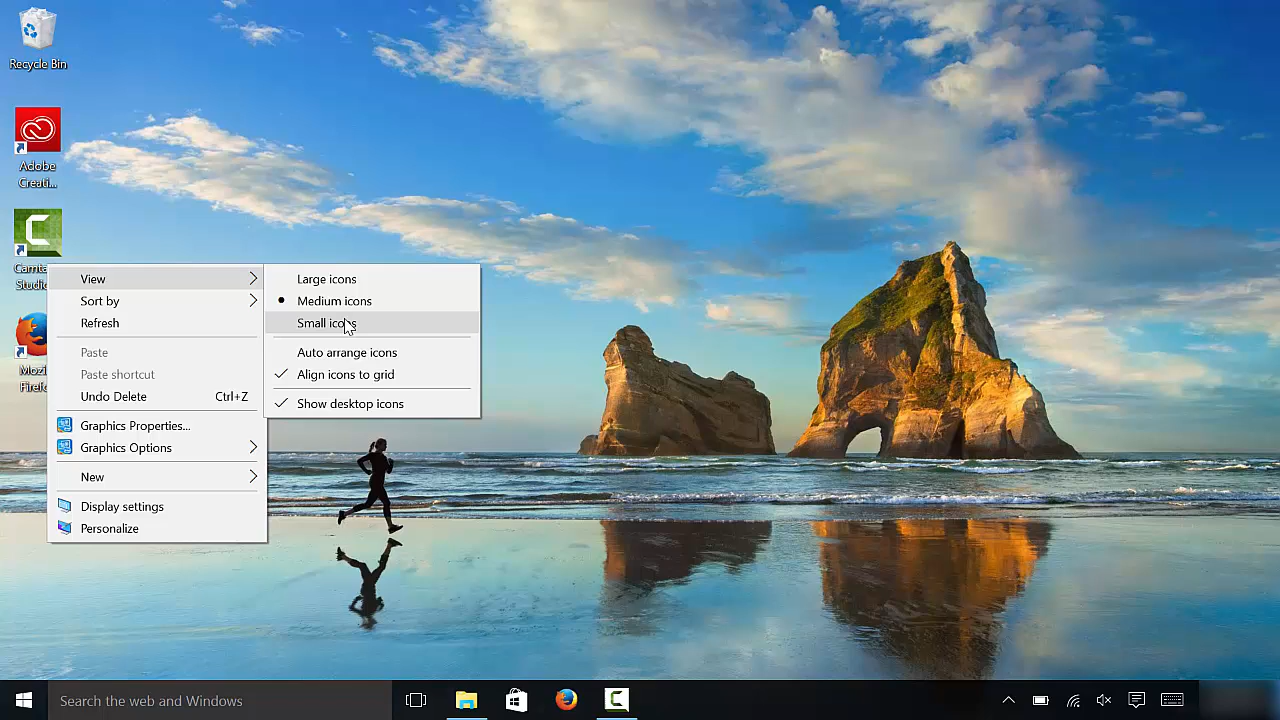 Recycle Bin
Adobe
Creati...
Studio
View
Sort by
Refresh
Paste
Paste shortcut
Undo Delete Ctrl+Z
Graphics Properties...
Graphics Options
New
Display settings
Personalize
Large icons
Medium icons
Small icons
Auto arrange icons
Align icons to grid
Show desktop icons
Search the web and Windows